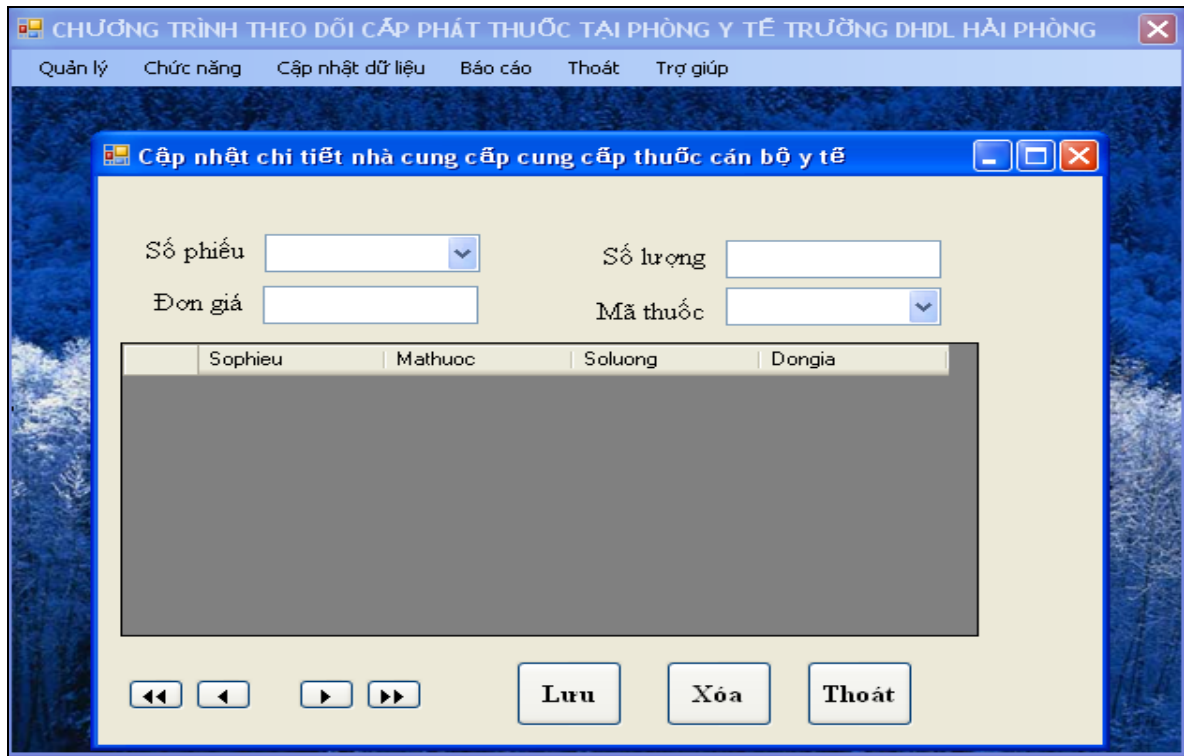 CHƯƠNG TRÌNH THEO DÕI CẤP PHÁT THUỐC TẠI PHÒNG Y TẾ TRƯỜNG DHDL HẢI PHÒNG
Quản lý Chức năng Cập nhật dữ liệu Báo cáo Thoát Trợ giúp
Cập nhật chi tiết nhà cung cấp cung cấp thuốc cán bộ y tế
Số phiếu Số lượng
Đơn giá Mã thuốc
Sophieu Mathuoc Soluong Dongia
Lưu Xóa Thoát